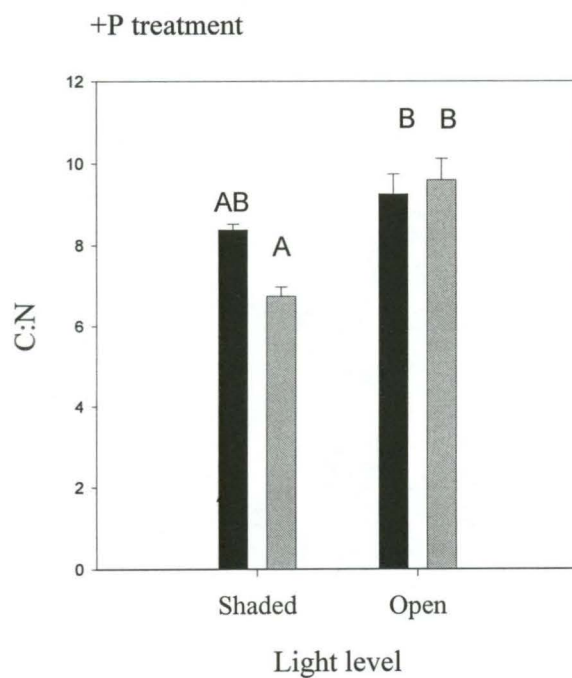 +P treatment
12
10
8
6
4
2
0
C:N
AB
A
B B
Shaded Open
Light level